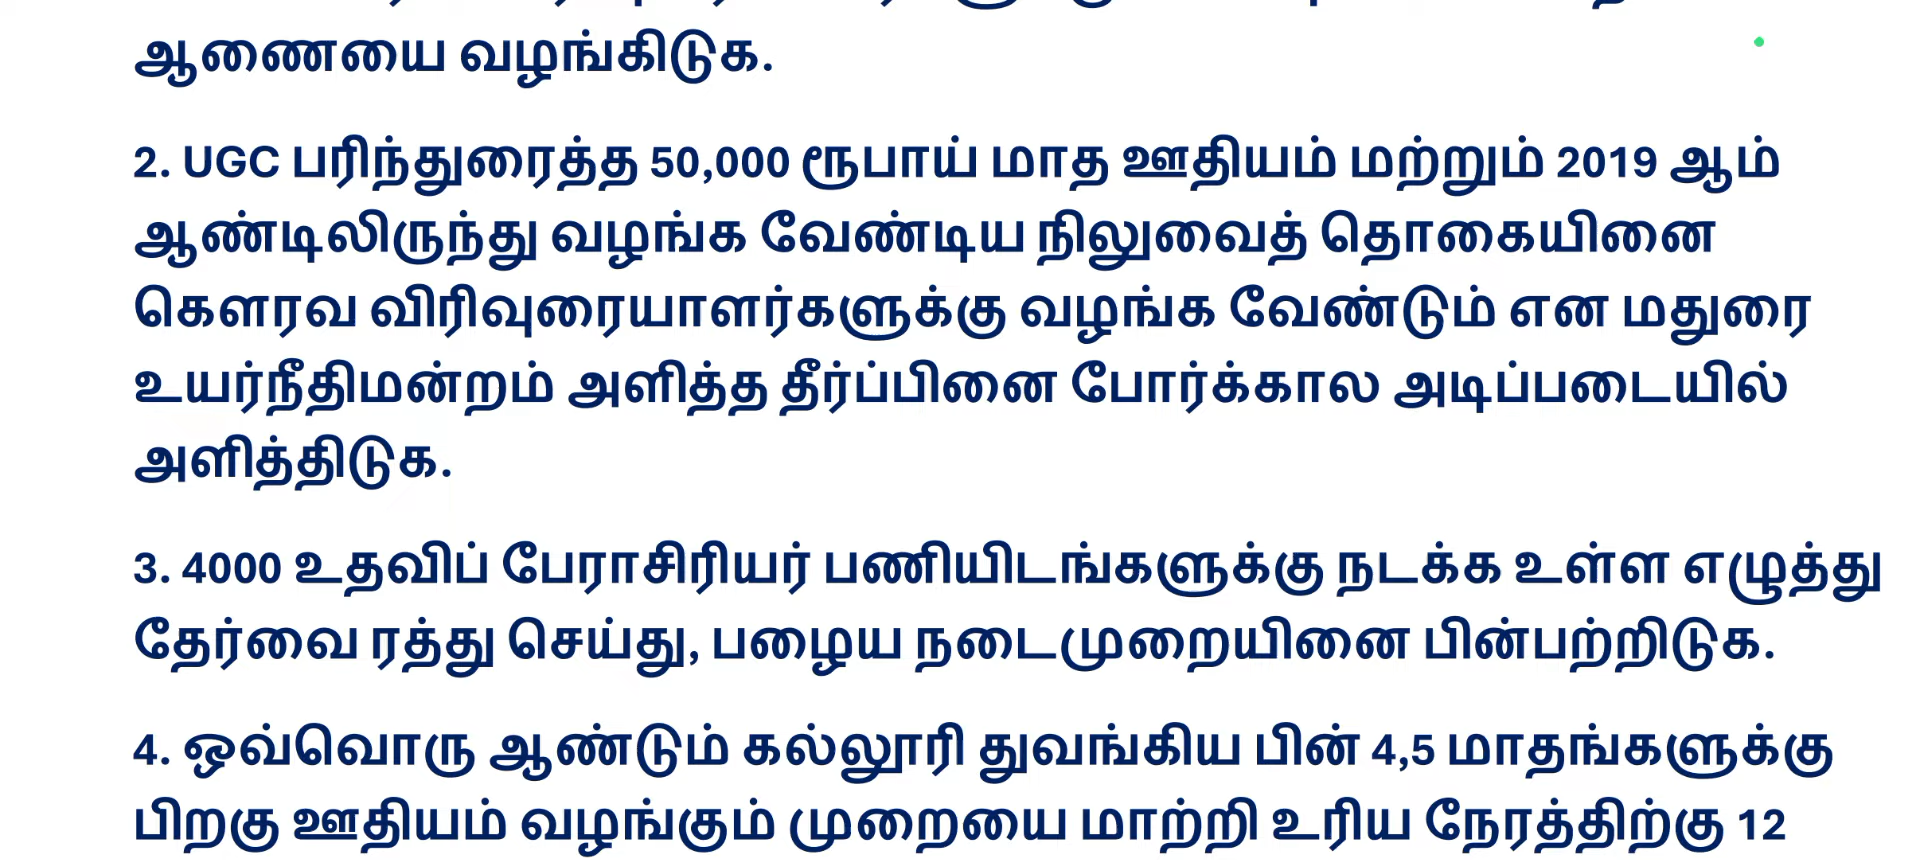 ஆணையை வழங்கிடுக.
2. UGC பரிந்துரைத்த 50,000 ரூபாய் மாத ஊதியம் மற்றும் 2019 ஆம்
ஆண்டிலிருந்து வழங்க வேண்டிய நிலுவைத் தொகையினை
கௌரவ விரிவுரையாளர்களுக்கு வழங்க வேண்டும் என மதுரை
உயர்நீதிமன்றம் அளித்த தீர்ப்பினை போர்க்கால அடிப்படையில்
அளித்திடுக.
3. 4000 உதவிப் பேராசிரியர் பணியிடங்களுக்கு நடக்க உள்ள எழுத்து
தேர்வை ரத்து செய்து, பழைய நடைமுறையினை பின்பற்றிடுக.
4. ஒவ்வொரு ஆண்டும் கல்லூரி துவங்கிய பின் 4,5 மாதங்களுக்கு
பிறகு ஊதியம் வழங்கும் முறையை மாற்றி உரிய நேரத்திற்கு 12